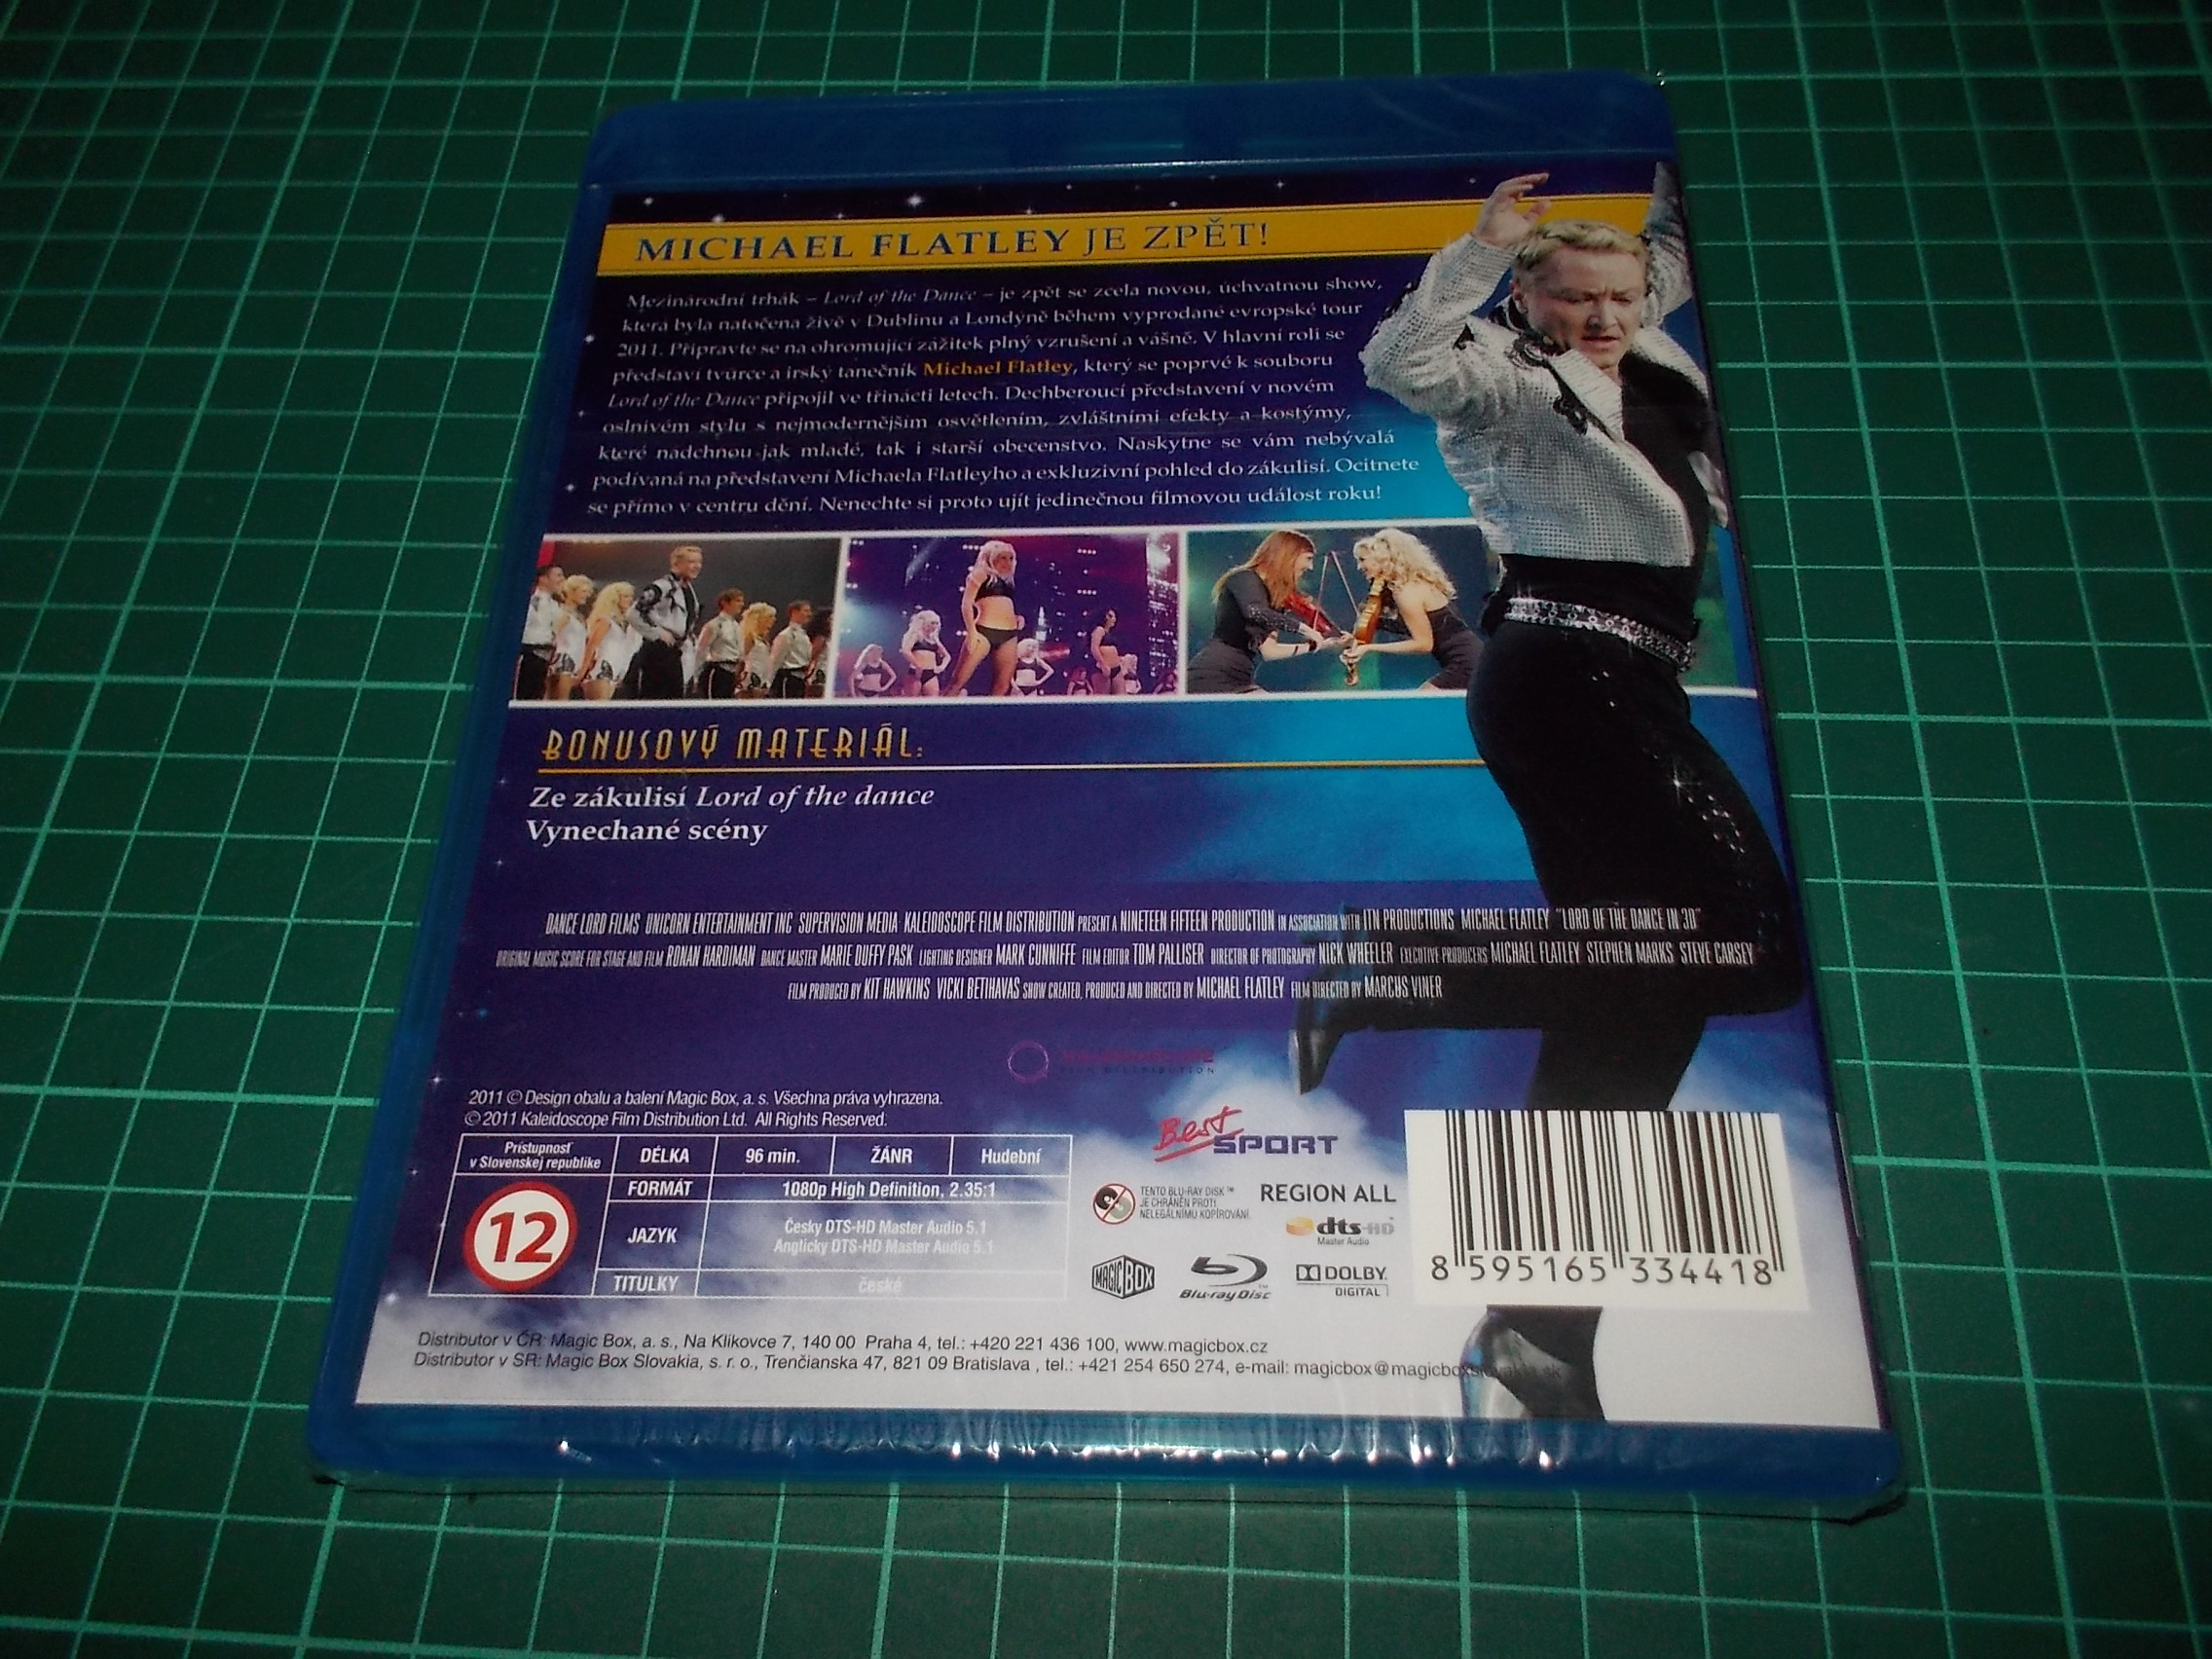 MICHAEL FLATLEY JE ZPĚT!
Mezinárodní trhák – Lord of the Dance – je zpět se zcela novou, úchvatnou show,
která byla natočena živě v Dublinu a Londýně během vyprodané evropské tour
2011. Připravte se na ohromující zážitek plný vzrušení a vášně. V hlavní roli se
představí tvůrce a irský tanečník Michael Flatley, který se poprvé k souboru
Lord of the Dance připojil ve třinácti letech. Dechberoucí představení v novém
oslnivém stylu s nejmodernějším osvětlením, zvláštními efekty a kostýmy,
které nadchnou jak mladé, tak i starší obecenstvo. Naskytne se vám nebývalá
podívaná na představení Michaela Flatleyho a exkluzivní pohled do zákulisí. Ocitnete
se přímo v centru dění. Nenechte si proto ujít jedinečnou filmovou událost roku!
BONUSOVÝ MATERIÁL:
Ze zákulisí Lord of the dance
Vynechané scény
DANCE LORD FILMS UNICORN ENTERTAINMENT INC SUPERVISION MEDIA KALEIDOSCOPE FILM DISTRIBUTION PRESENT A NINETEEN FIFTEEN PRODUCTION IN ASSOCIATION WITH ITN PRODUCTIONS MICHAEL FLATLEY "LORD OF THE DANCE IN 3D"
ORIGINAL MUSIC SCORE FOR STAGE AND FILM RONAN HARDIMAN DANCE MASTER MARIE DUFFY PASK LIGHTING DESIGNER MARK CUNNIFFE FILM EDITOR TOM PALLISER DIRECTOR OF PHOTOGRAPHY NICK WHEELER EXECUTIVE PRODUCERS MICHAEL FLATLEY STEPHEN MARKS STEVE CARSEY
FILM PRODUCED BY KIT HAWKINS VICKI BETIHAVAS SHOW CREATED, PRODUCED AND DIRECTED BY MICHAEL FLATLEY FILM DIRECTED BY MARCUS VINER
KALEIDOSCOPE
FILM DISTRIBUTION
2011 © Design obalu a balení Magic Box, a. s. Všechna práva vyhrazena.
© 2011 Kaleidoscope Film Distribution Ltd. All Rights Reserved.
Prístupnosť
v Slovenskej republike
12
DÉLKA 96 min. ŽÁNR Hudební
FORMÁT 1080p High Definition, 2.35:1
JAZYK
Česky DTS-HD Master Audio 5.1
Anglicky DTS-HD Master Audio 5.1
TITULKY české
Best
SPORT
TENTO BLU-RAY DISK™
JE CHRÁNĚN PROTI
NELEGÁLNÍMU KOPÍROVÁNÍ.
REGION ALL
dts-HD
Master Audio
MAGIC BOX
Blu-ray Disc™
DOLBY
DIGITAL
8 595165 334418
Distributor v ČR: Magic Box, a. s., Na Klikovce 7, 140 00 Praha 4, tel.: +420 221 436 100, www.magicbox.cz
Distributor v SR: Magic Box Slovakia, s. r. o., Trenčianska 47, 821 09 Bratislava , tel.: +421 254 650 274, e-mail: magicbox@magicboxslovakia.sk